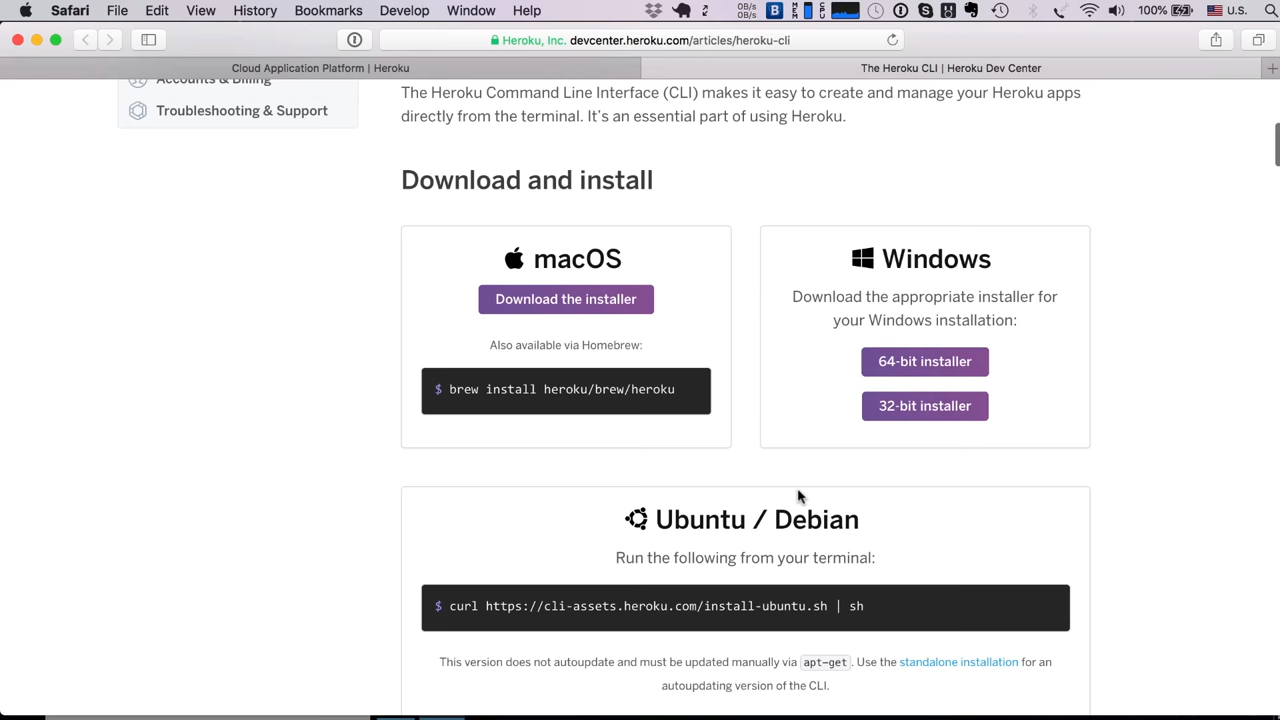 Safari File Edit View History Bookmarks Develop Window Help 100% U.S.
Heroku, Inc. devcenter.heroku.com/articles/heroku-cli
Cloud Application Platform | Heroku
The Heroku CLI | Heroku Dev Center
Accounts & Billing
Troubleshooting & Support
The Heroku Command Line Interface (CLI) makes it easy to create and manage your Heroku apps
directly from the terminal. It’s an essential part of using Heroku.
Download and install
macOS
Download the installer
Also available via Homebrew:
$ brew install heroku/brew/heroku
Windows
Download the appropriate installer for
your Windows installation:
64-bit installer
32-bit installer
Ubuntu / Debian
Run the following from your terminal:
$ curl https://cli-assets.heroku.com/install-ubuntu.sh | sh
This version does not autoupdate and must be updated manually via apt-get. Use the standalone installation for an
autoupdating version of the CLI.